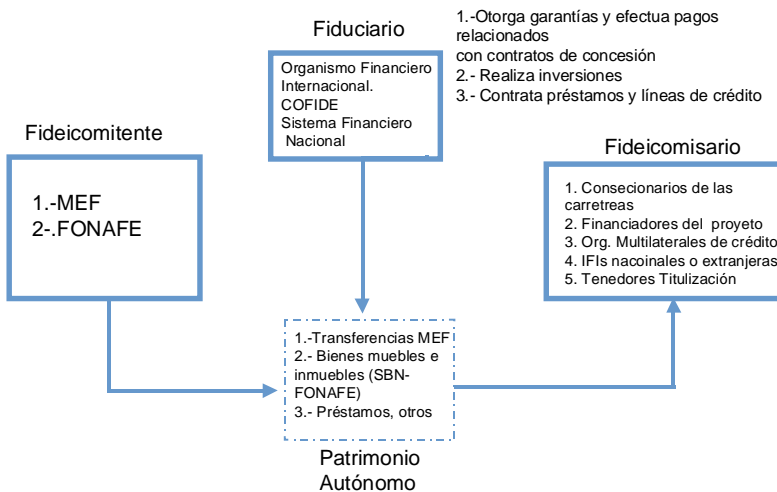 Fiduciario
1.-Otorga garantías y efectua pagos
relacionados
con contratos de concesión
2.- Realiza inversiones
3.- Contrata préstamos y líneas de crédito
Organismo Financiero
Internacional.
COFIDE
Sistema Financiero
Nacional
Fideicomitente
1.-MEF
2-.FONAFE
Fideicomisario
1. Consecionarios de las
carretreas
2. Financiadores del proyeto
3. Org. Multilaterales de crédito
4. IFIs nacoinales o extranjeras
5. Tenedores Titulización
1.-Transferencias MEF
2.- Bienes muebles e
inmuebles (SBN-
FONAFE)
3.- Préstamos, otros
Patrimonio
Autónómo